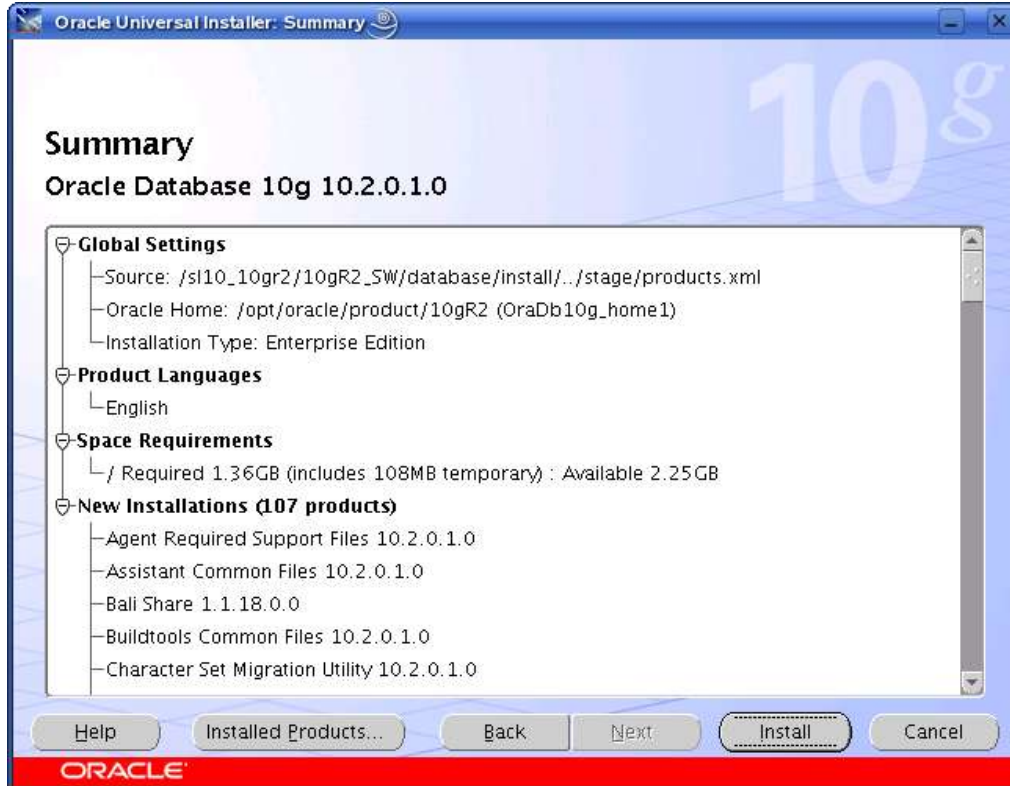 Oracle Universal Installer: Summary
10g
Summary
Oracle Database 10g 10.2.0.1.0
Global Settings
Source: /sl10_10gr2/10gR2_SW/database/install/../stage/products.xml
Oracle Home: /opt/oracle/product/10gR2 (OraDb10g_home1)
Installation Type: Enterprise Edition
Product Languages
English
Space Requirements
/ Required 1.36GB (includes 108MB temporary) : Available 2.25GB
New Installations (107 products)
Agent Required Support Files 10.2.0.1.0
Assistant Common Files 10.2.0.1.0
Bali Share 1.1.18.0.0
Buildtools Common Files 10.2.0.1.0
Character Set Migration Utility 10.2.0.1.0
Help Installed Products... Back Next Install Cancel
ORACLE